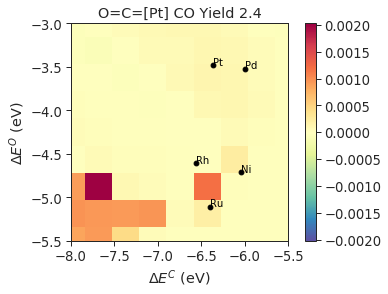 O=C=[Pt] CO Yield 2.4
−3.0
−3.5
−4.0
−4.5
−5.0
−5.5
ΔE^O (eV)
Pt
Pd
Rh
Ni
Ru
−8.0 −7.5 −7.0 −6.5 −6.0 −5.5
ΔE^C (eV)
0.0020
0.0015
0.0010
0.0005
0.0000
−0.0005
−0.0010
−0.0015
−0.0020